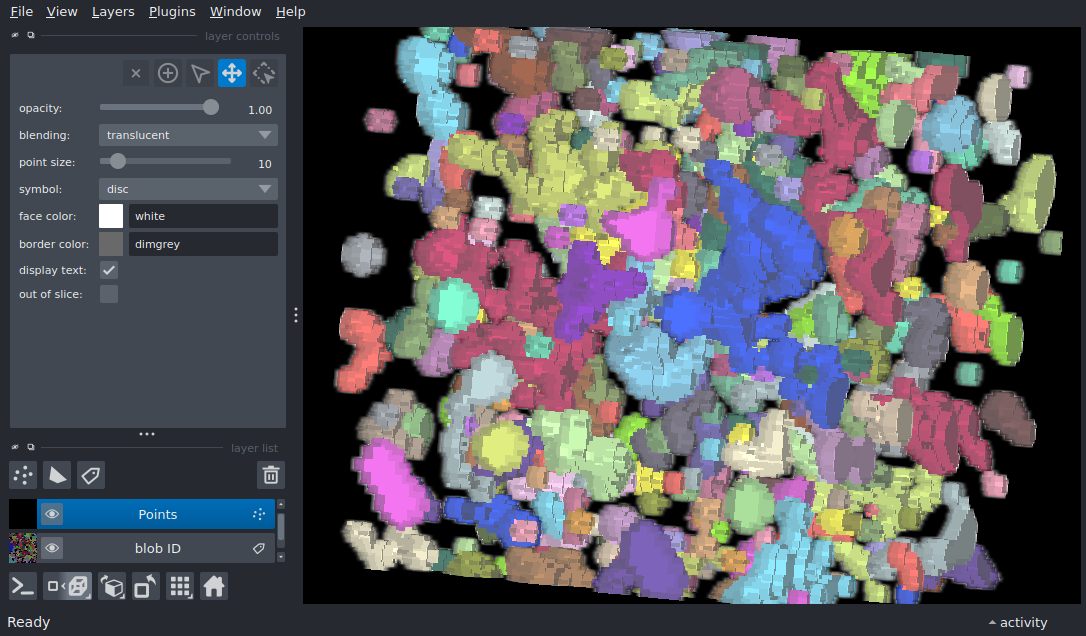 File View Layers Plugins Window Help
layer controls
opacity: 1.00
blending: translucent
point size: 10
symbol: disc
face color: white
border color: dimgrey
display text:
out of slice:
layer list
Points
blob ID
Ready
activity